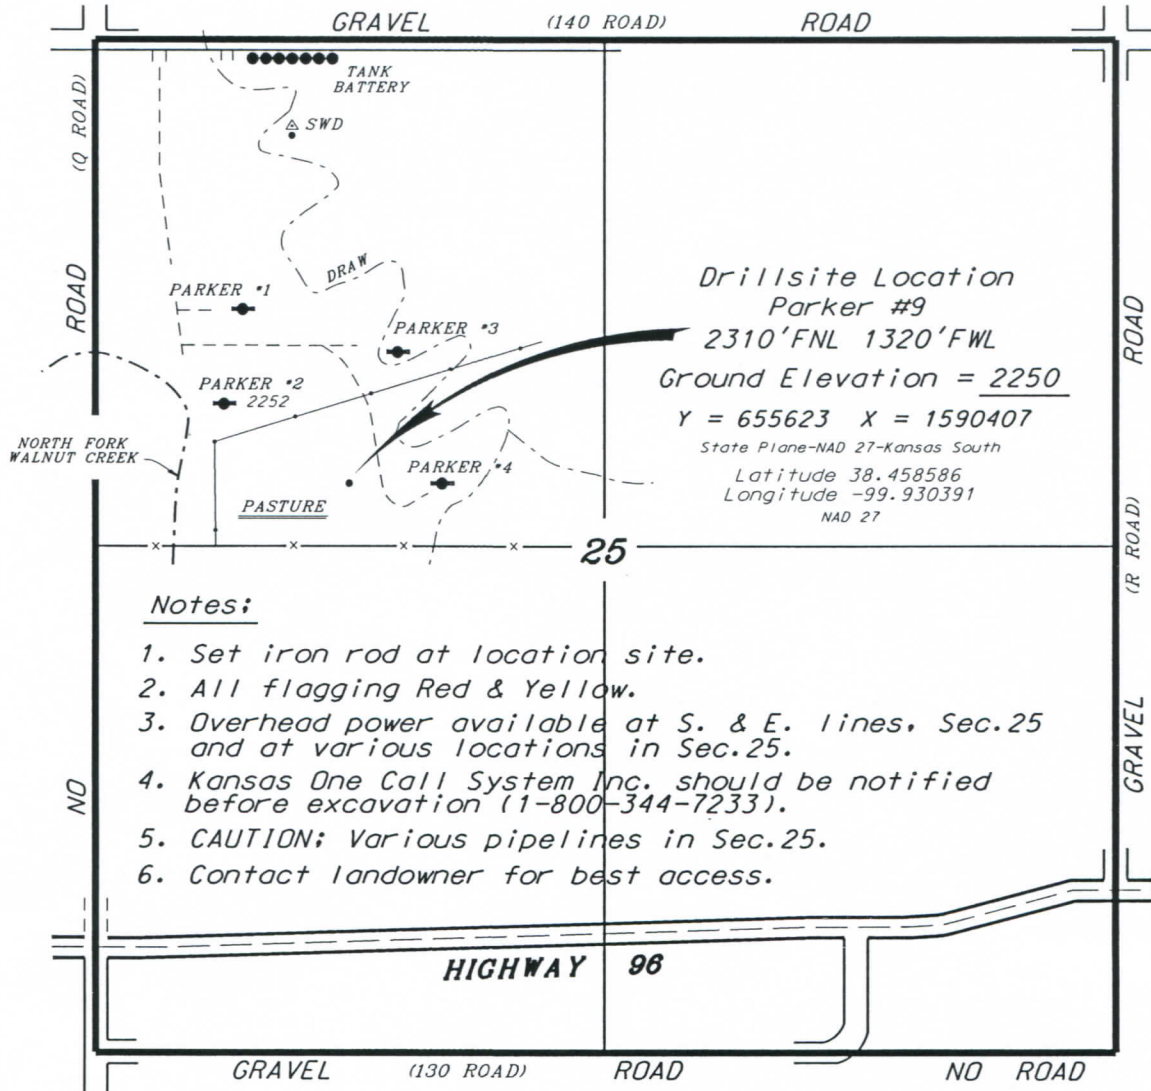 GRAVEL (140 ROAD) ROAD
(Q ROAD)
ROAD
NO
TANK
BATTERY
SWD
DRAW
PARKER #1
PARKER #3
PARKER #2
2252
NORTH FORK
WALNUT CREEK
PARKER #4
PASTURE
Drillsite Location
Parker #9
2310'FNL 1320'FWL
Ground Elevation = 2250
Y = 655623 X = 1590407
State Plane-NAD 27-Kansas South
Latitude 38.458586
Longitude -99.930391
NAD 27
ROAD
(R ROAD)
GRAVEL
25
Notes:
1. Set iron rod at location site.
2. All flagging Red & Yellow.
3. Overhead power available at S. & E. lines, Sec.25
and at various locations in Sec.25.
4. Kansas One Call System Inc. should be notified
before excavation (1-800-344-7233).
5. CAUTION: Various pipelines in Sec.25.
6. Contact landowner for best access.
HIGHWAY 96
GRAVEL (130 ROAD) ROAD NO ROAD